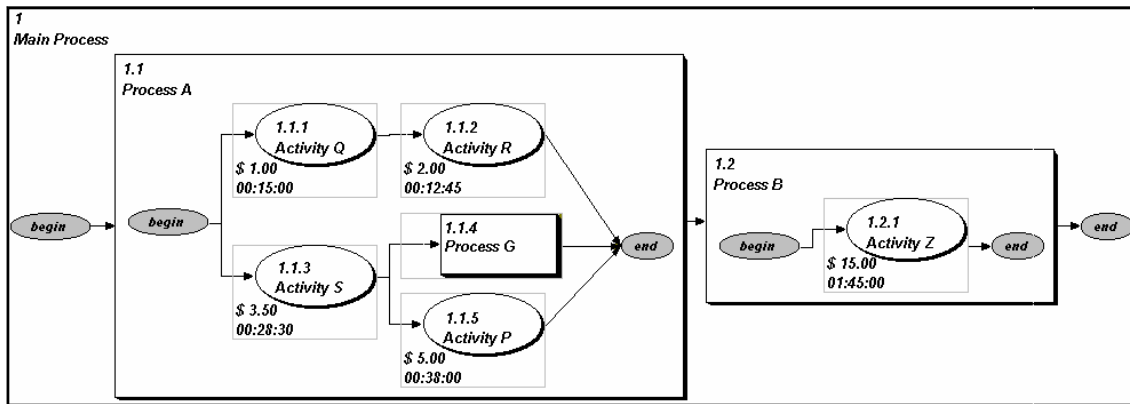 1
Main Process
begin
1.1
Process A
begin
1.1.1
Activity Q
$ 1.00
00:15:00
1.1.2
Activity R
$ 2.00
00:12:45
1.1.3
Activity S
$ 3.50
00:28:30
1.1.4
Process G
1.1.5
Activity P
$ 5.00
00:38:00
end
1.2
Process B
begin
1.2.1
Activity Z
$ 15.00
01:45:00
end
end